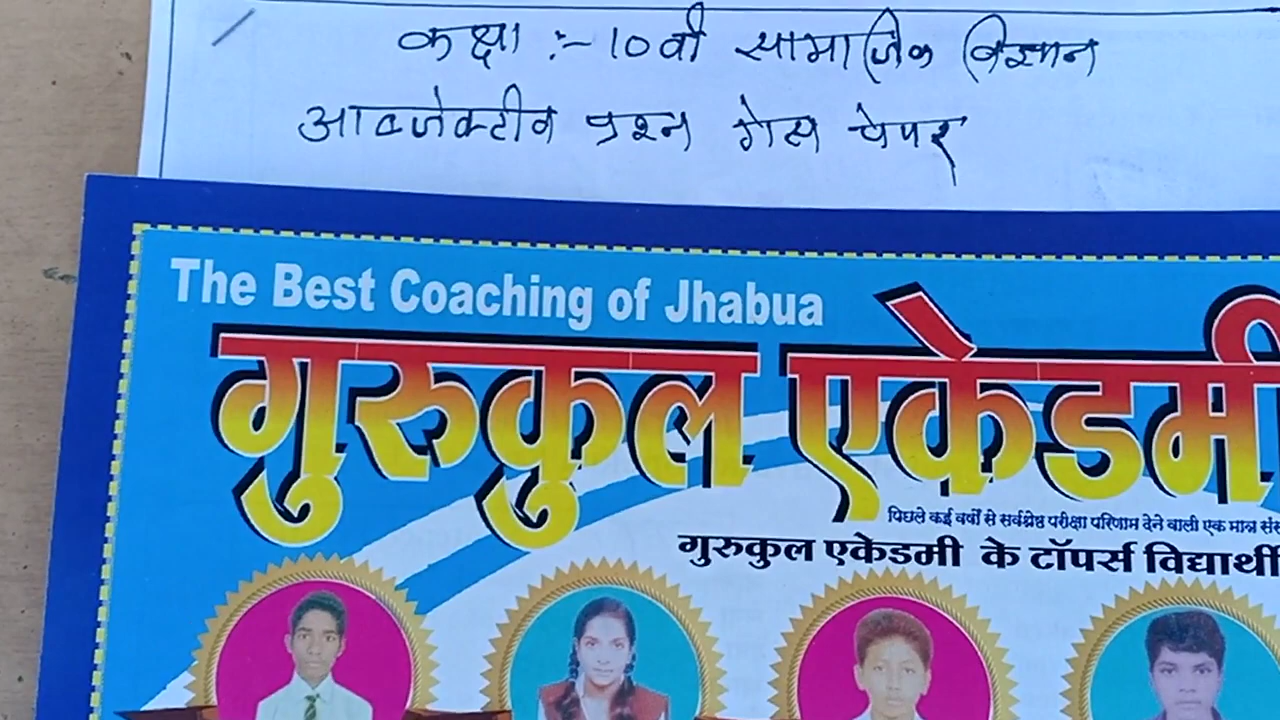 कक्षा :- 10वी सामाजिक विज्ञान
आब्जेक्टीव प्रश्न गेस पेपर
The Best Coaching of Jhabua
गुरुकुल एकेडमी
पिछले कई वर्षों से सर्वश्रेष्ठ परीक्षा परिणाम देने वाली एक मात्र
गुरुकुल एकेडमी के टॉपर्स विद्यार्थी